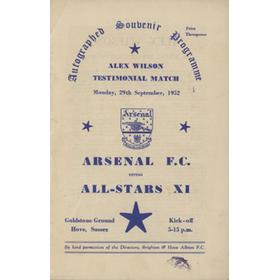 Autographed Souvenir Programme
Price
Threepence
ALEX WILSON
TESTIMONIAL MATCH
Monday, 29th September, 1952
Arsenal
ARSENAL F.C.
versus
ALL-STARS XI
Goldstone Ground
Hove, Sussex
Kick-off
5-15 p.m.
By kind permission of the Directors, Brighton & Hove Albion F.C.